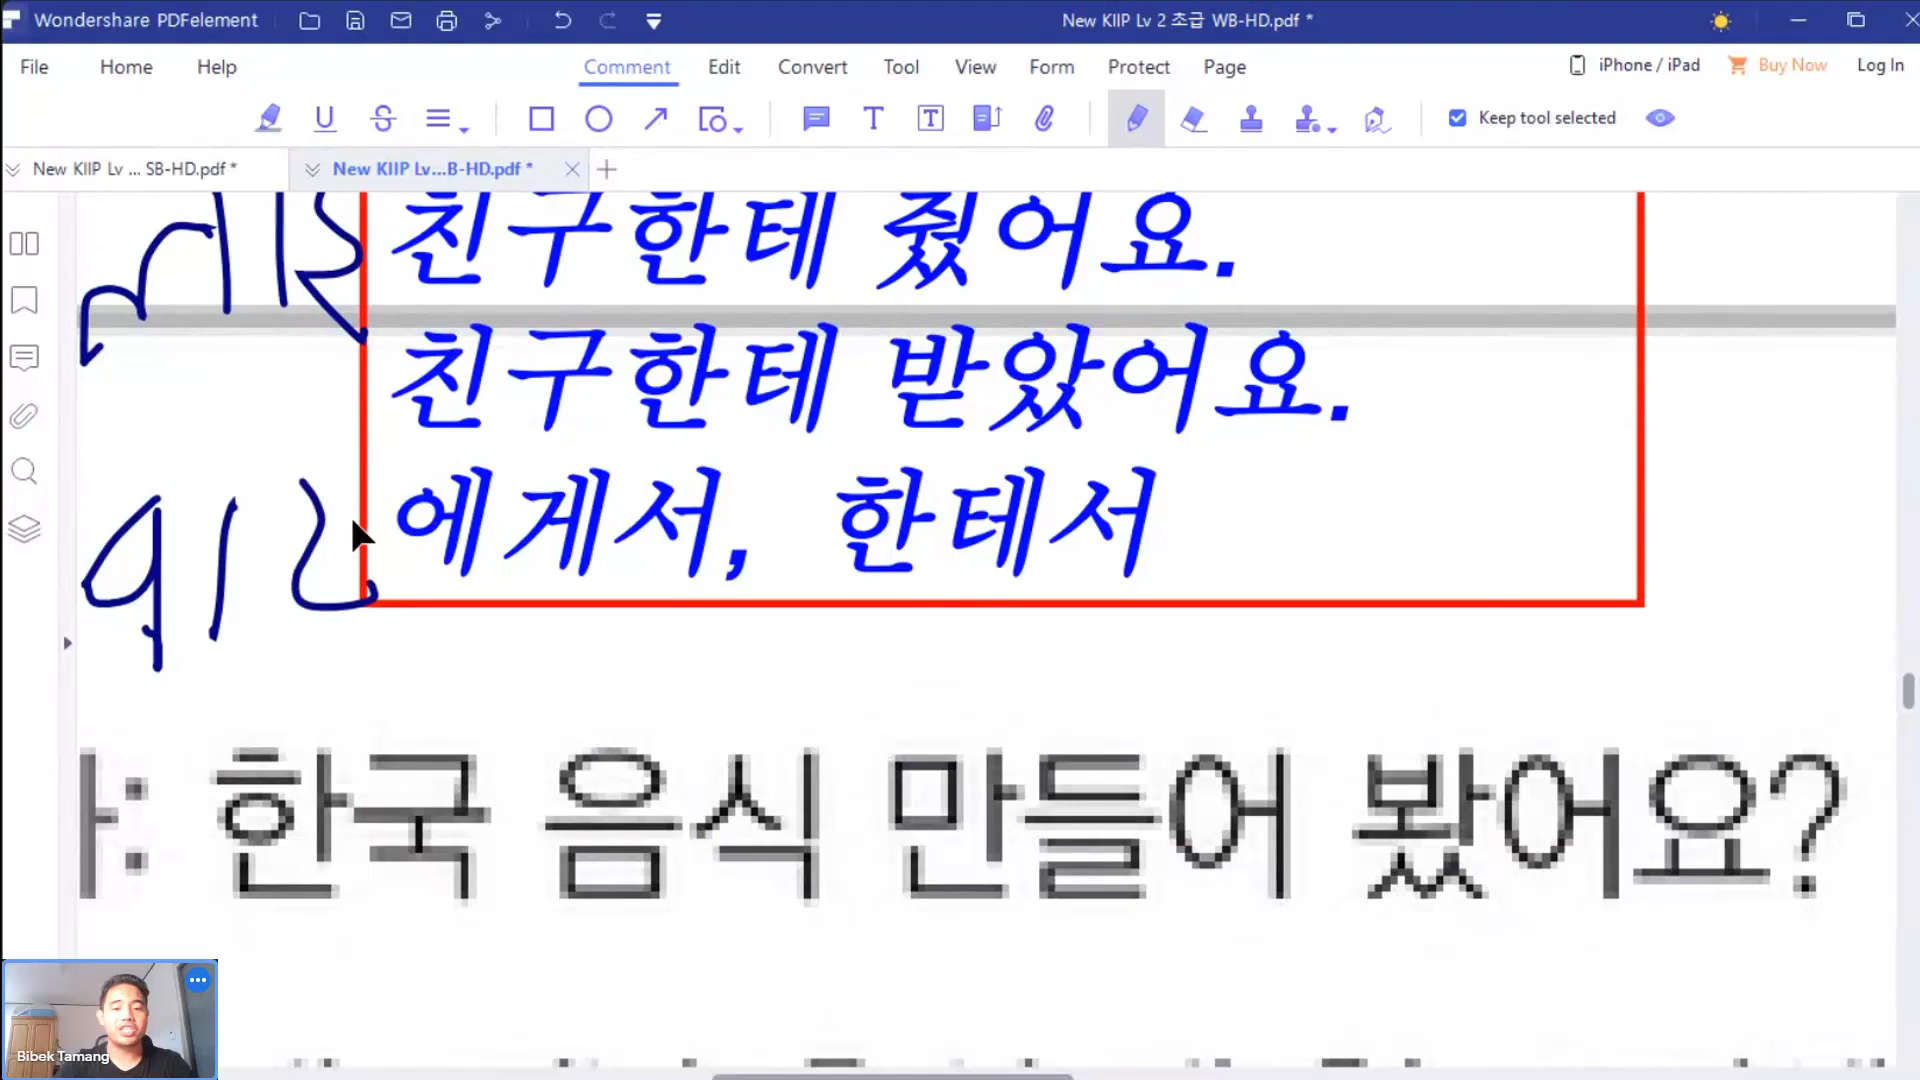 Wondershare PDFelement
New KIIP Lv 2 초급 WB-HD.pdf *
File Home Help Comment Edit Convert Tool View Form Protect Page iPhone / iPad Buy Now Log In
Keep tool selected
New KIIP Lv ... SB-HD.pdf * New KIIP Lv...B-HD.pdf *
친구한테 줬어요.
친구한테 받았어요.
에게서, 한테서
한국 음식 만들어 봤어요?
Bibek Tamang